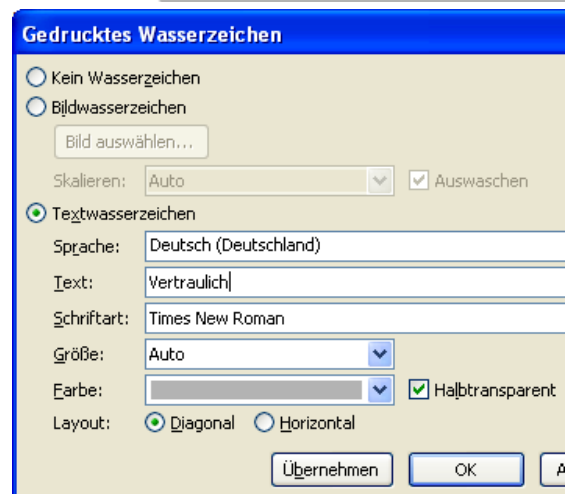 Gedrucktes Wasserzeichen
Kein Wasserzeichen
Bildwasserzeichen
Bild auswählen...
Skalieren: Auto Auswaschen
Textwasserzeichen
Sprache: Deutsch (Deutschland)
Text: Vertraulich
Schriftart: Times New Roman
Größe: Auto
Farbe: Halbtransparent
Layout: Diagonal Horizontal
Übernehmen OK